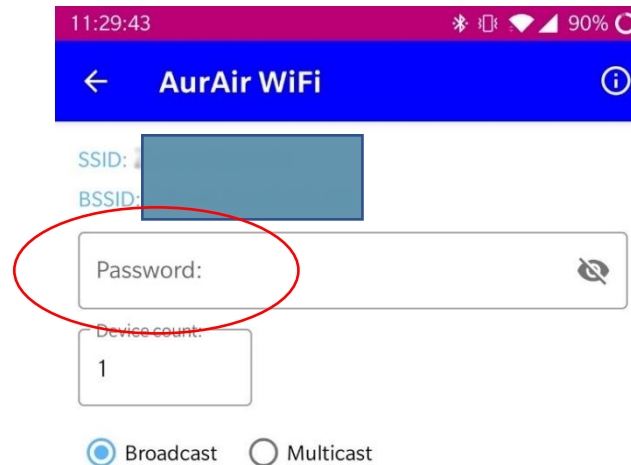 11:29:43 90%
AurAir WiFi
SSID:
BSSID:
Password:
Device count:
1
Broadcast Multicast